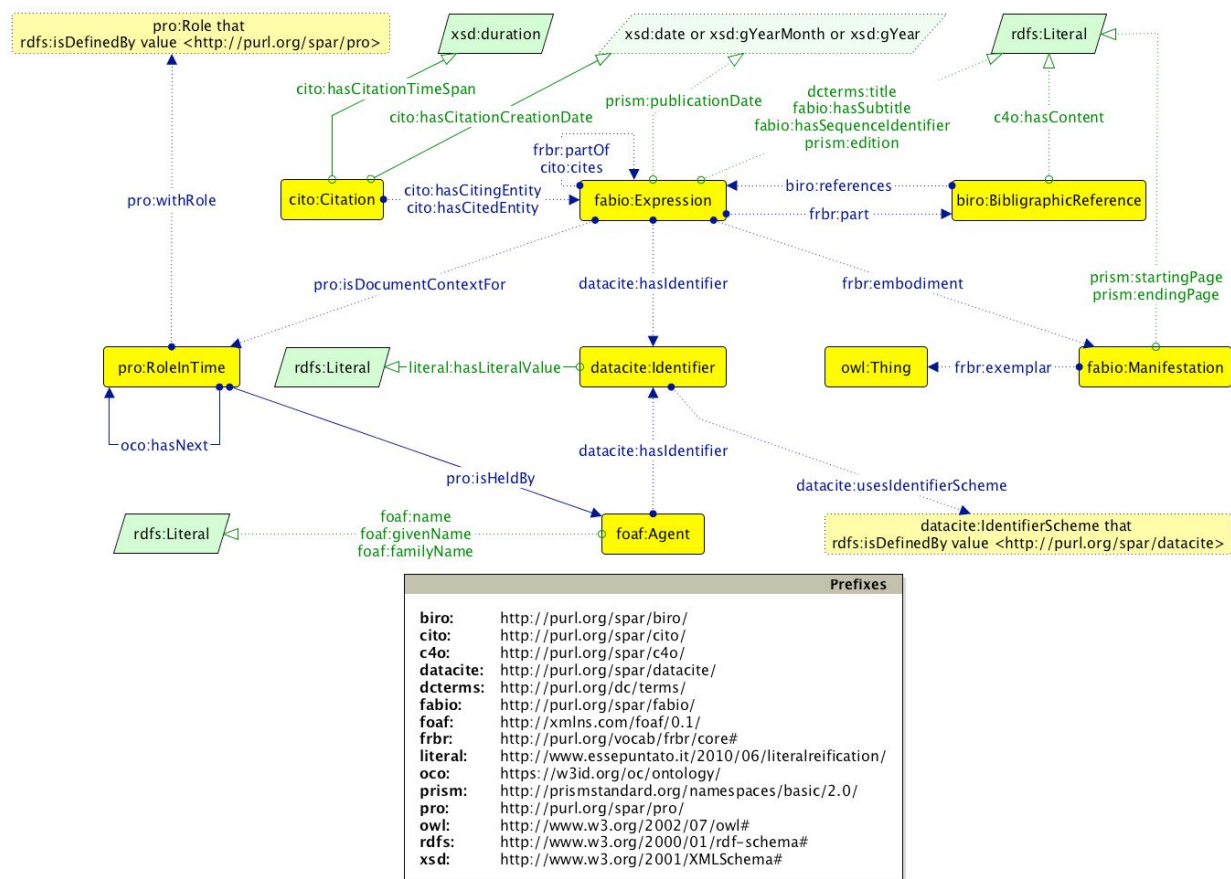 pro:Role that
rdfs:isDefinedBy value <http://purl.org/spar/pro>
xsd:duration
xsd:date or xsd:gYearMonth or xsd:gYear
rdfs:Literal
cito:hasCitationTimeSpan
cito:hasCitationCreationDate
prism:publicationDate
dcterms:title
fabio:hasSubtitle
fabio:hasSequenceIdentifier
prism:edition
c4o:hasContent
frbr:partOf
cito:cites
pro:withRole
cito:Citation
cito:hasCitingEntity
cito:hasCitedEntity
fabio:Expression
biro:references
frbr:part
biro:BibligraphicReference
pro:isDocumentContextFor
datacite:hasIdentifier
frbr:embodiment
prism:startingPage
prism:endingPage
pro:RoleInTime
rdfs:Literal
literal:hasLiteralValue
datacite:Identifier
owl:Thing
frbr:exemplar
fabio:Manifestation
oco:hasNext
datacite:hasIdentifier
pro:isHeldBy
datacite:usesIdentifierScheme
rdfs:Literal
foaf:name
foaf:givenName
foaf:familyName
foaf:Agent
datacite:IdentifierScheme that
rdfs:isDefinedBy value <http://purl.org/spar/datacite>
Prefixes
biro: http://purl.org/spar/biro/
cito: http://purl.org/spar/cito/
c4o: http://purl.org/spar/c4o/
datacite: http://purl.org/spar/datacite/
dcterms: http://purl.org/dc/terms/
fabio: http://purl.org/spar/fabio/
foaf: http://xmlns.com/foaf/0.1/
frbr: http://purl.org/vocab/frbr/core#
literal: http://www.essepuntato.it/2010/06/literalreification/
oco: https://w3id.org/oc/ontology/
prism: http://prismstandard.org/namespaces/basic/2.0/
pro: http://purl.org/spar/pro/
owl: http://www.w3.org/2002/07/owl#
rdfs: http://www.w3.org/2000/01/rdf-schema#
xsd: http://www.w3.org/2001/XMLSchema#